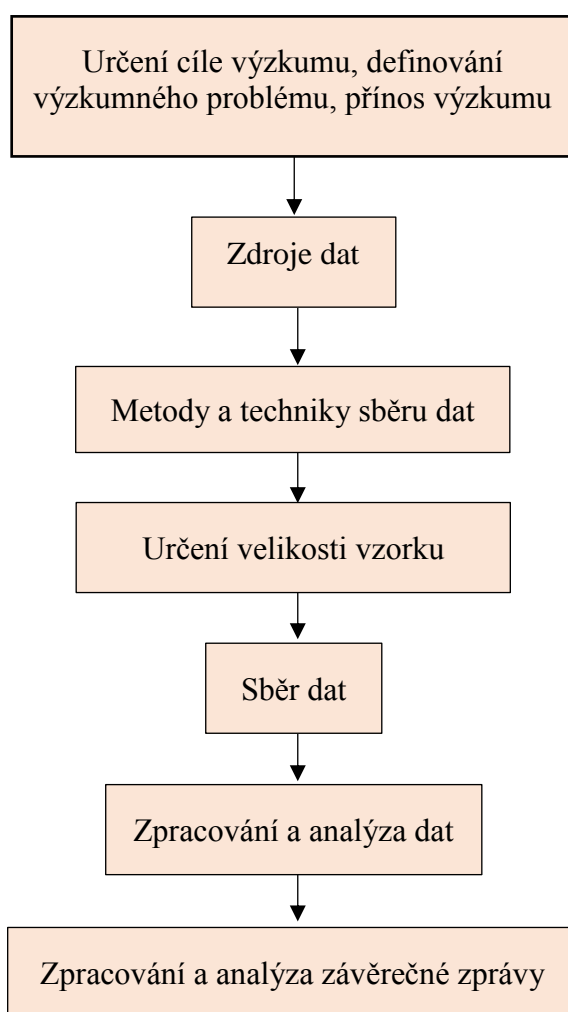 Určení cíle výzkumu, definování
výzkumného problému, přínos výzkumu
Zdroje dat
Metody a techniky sběru dat
Určení velikosti vzorku
Sběr dat
Zpracování a analýza dat
Zpracování a analýza závěrečné zprávy